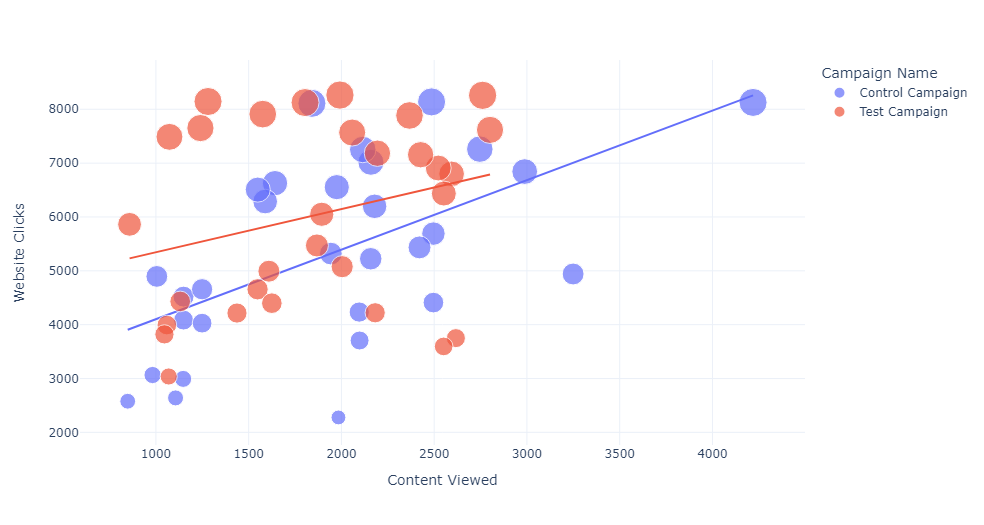 Campaign Name
Control Campaign
Test Campaign
8000
7000
6000
5000
4000
3000
2000
Website Clicks
1000 1500 2000 2500 3000 3500 4000
Content Viewed